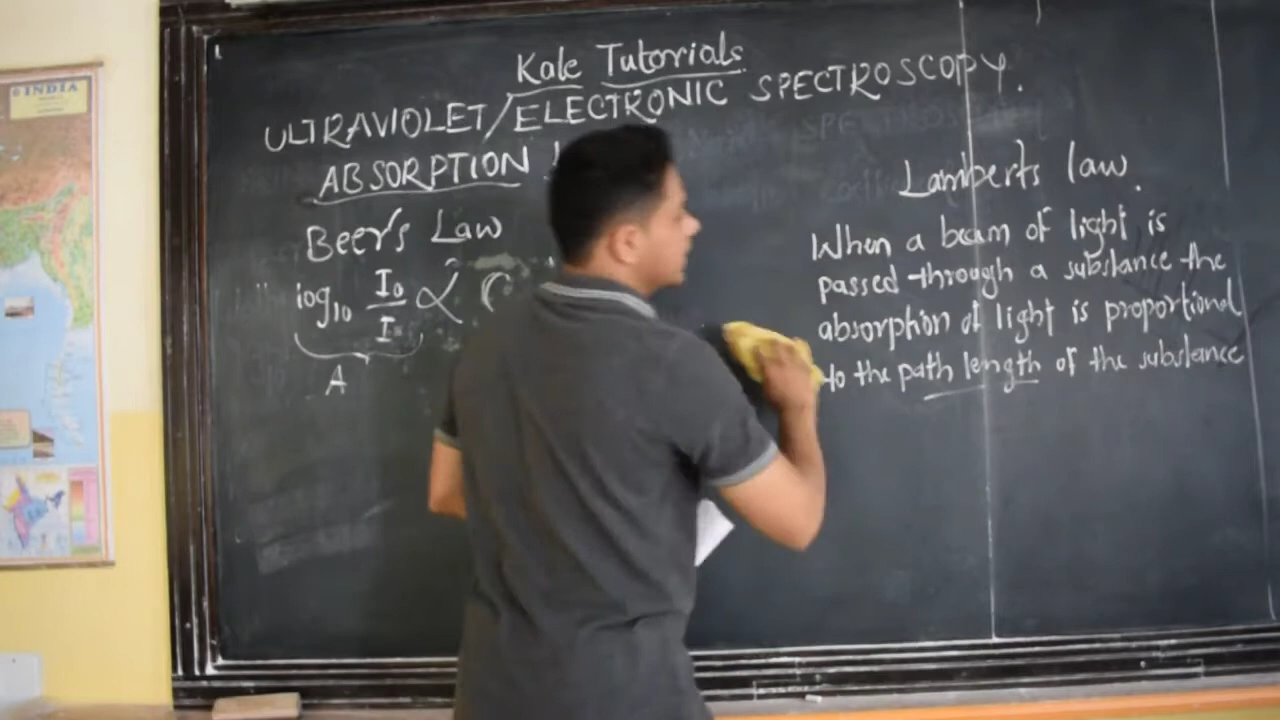 INDIA
Kale Tutorials
ULTRAVIOLET/ELECTRONIC SPECTROSCOPY.
ABSORPTION
Beer's Law
log10 I0/I ∝ C
A
Lamberts law.
When a beam of light is
passed through a substance the
absorption of light is proportional
to the path length of the substance